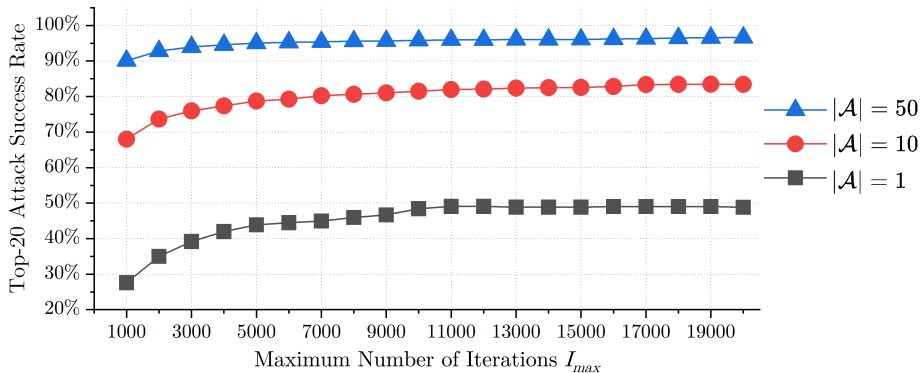 Top-20 Attack Success Rate
100%
90%
80%
70%
60%
50%
40%
30%
20%
1000 3000 5000 7000 9000 11000 13000 15000 17000 19000
Maximum Number of Iterations I_max
|𝒜| = 50
|𝒜| = 10
|𝒜| = 1